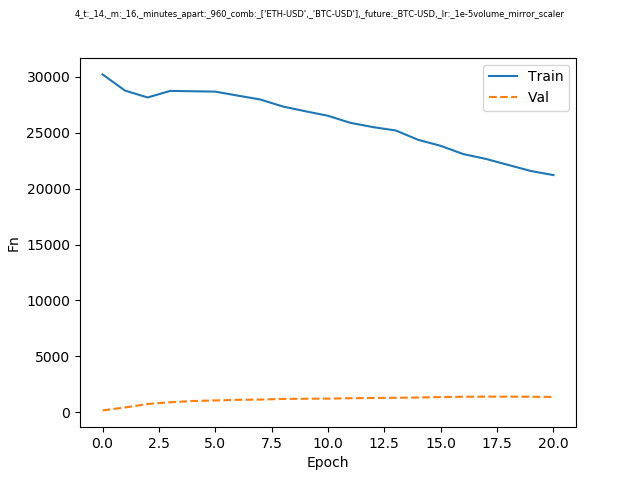 4_t:_14,_m:_16,_minutes_apart:_960_comb:_['ETH-USD',_'BTC-USD'],_future:_BTC-USD,_lr:_1e-5volume_mirror_scaler
Train
Val
30000
25000
20000
15000
10000
5000
0
Fn
0.0 2.5 5.0 7.5 10.0 12.5 15.0 17.5 20.0
Epoch